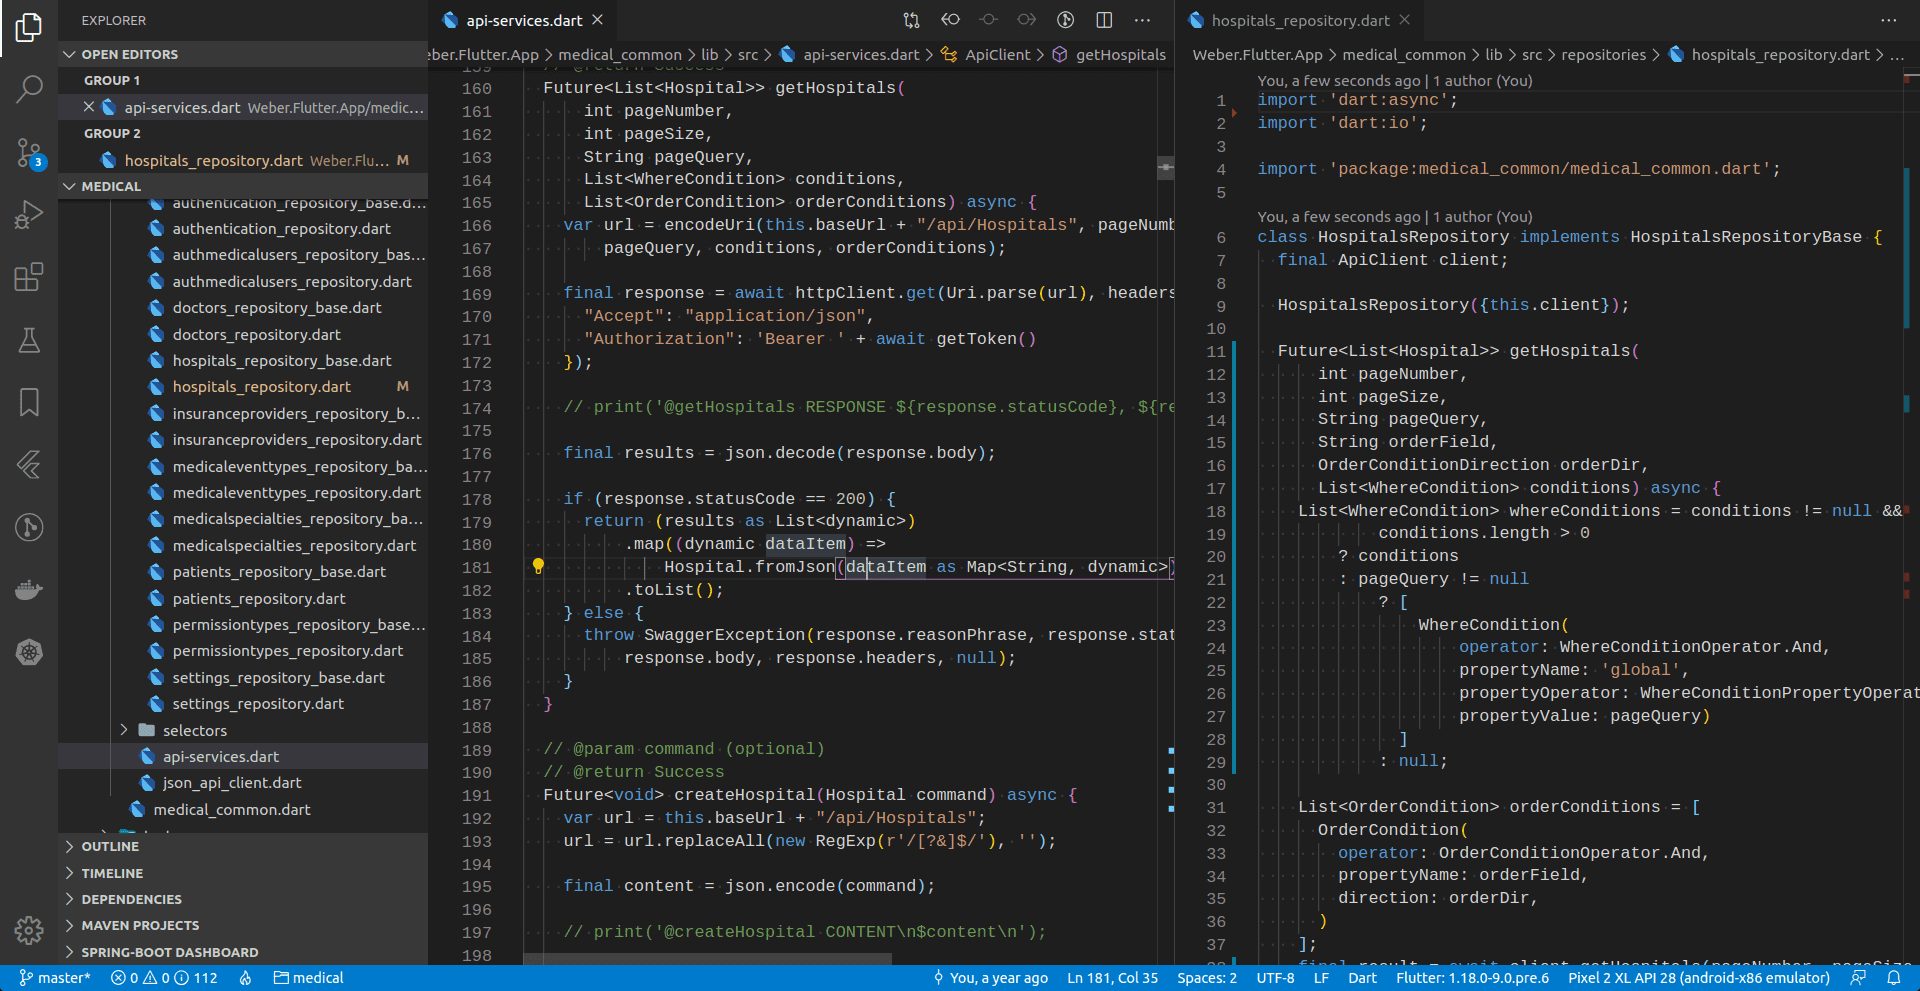 EXPLORER
OPEN EDITORS
GROUP 1
api-services.dart Weber.Flutter.App/medic...
GROUP 2
hospitals_repository.dart Weber.Flu... M
MEDICAL
authentication_repository_base.d...
authentication_repository.dart
authmedicalusers_repository_bas...
authmedicalusers_repository.dart
doctors_repository_base.dart
doctors_repository.dart
hospitals_repository_base.dart
hospitals_repository.dart M
insuranceproviders_repository_b...
insuranceproviders_repository.dart
medicaleventtypes_repository_ba...
medicaleventtypes_repository.dart
medicalspecialties_repository_ba...
medicalspecialties_repository.dart
patients_repository_base.dart
patients_repository.dart
permissiontypes_repository_base...
permissiontypes_repository.dart
settings_repository_base.dart
settings_repository.dart
selectors
api-services.dart
json_api_client.dart
medical_common.dart
OUTLINE
TIMELINE
DEPENDENCIES
MAVEN PROJECTS
SPRING-BOOT DASHBOARD
3
api-services.dart
eber.Flutter.App > medical_common > lib > src > api-services.dart > ApiClient > getHospitals
159 // @return Success
160 Future<List<Hospital>> getHospitals(
161 int pageNumber,
162 int pageSize,
163 String pageQuery,
164 List<WhereCondition> conditions,
165 List<OrderCondition> orderConditions) async {
166 var url = encodeUri(this.baseUrl + "/api/Hospitals", pageNumb
167 pageQuery, conditions, orderConditions);
168
169 final response = await httpClient.get(Uri.parse(url), headers
170 "Accept": "application/json",
171 "Authorization": 'Bearer ' + await getToken()
172 });
173
174 // print('@getHospitals RESPONSE ${response.statusCode}, ${re
175
176 final results = json.decode(response.body);
177
178 if (response.statusCode == 200) {
179 return (results as List<dynamic>)
180 .map((dynamic dataItem) =>
181 Hospital.fromJson(dataItem as Map<String, dynamic>)
182 .toList();
183 } else {
184 throw SwaggerException(response.reasonPhrase, response.stat
185 response.body, response.headers, null);
186 }
187 }
188
189 // @param command (optional)
190 // @return Success
191 Future<void> createHospital(Hospital command) async {
192 var url = this.baseUrl + "/api/Hospitals";
193 url = url.replaceAll(new RegExp(r'/[?&]$/'), '');
194
195 final content = json.encode(command);
196
197 // print('@createHospital CONTENT\n$content\n');
198
hospitals_repository.dart
Weber.Flutter.App > medical_common > lib > src > repositories > hospitals_repository.dart > ...
You, a few seconds ago | 1 author (You)
1 import 'dart:async';
2 import 'dart:io';
3
4 import 'package:medical_common/medical_common.dart';
5
You, a few seconds ago | 1 author (You)
6 class HospitalsRepository implements HospitalsRepositoryBase {
7 final ApiClient client;
8
9 HospitalsRepository({this.client});
10
11 Future<List<Hospital>> getHospitals(
12 int pageNumber,
13 int pageSize,
14 String pageQuery,
15 String orderField,
16 OrderConditionDirection orderDir,
17 List<WhereCondition> conditions) async {
18 List<WhereCondition> whereConditions = conditions != null &&
19 conditions.length > 0
20 ? conditions
21 : pageQuery != null
22 ? [
23 WhereCondition(
24 operator: WhereConditionOperator.And,
25 propertyName: 'global',
26 propertyOperator: WhereConditionPropertyOperat
27 propertyValue: pageQuery)
28 ]
29 : null;
30
31 List<OrderCondition> orderConditions = [
32 OrderCondition(
33 operator: OrderConditionOperator.And,
34 propertyName: orderField,
35 direction: orderDir,
36 )
37 ];
38 final result = await client.getHospitals(pageNumber, pageSize
master* 0 0 112 medical You, a year ago Ln 181, Col 35 Spaces: 2 UTF-8 LF Dart Flutter: 1.18.0-9.0.pre.6 Pixel 2 XL API 28 (android-x86 emulator)